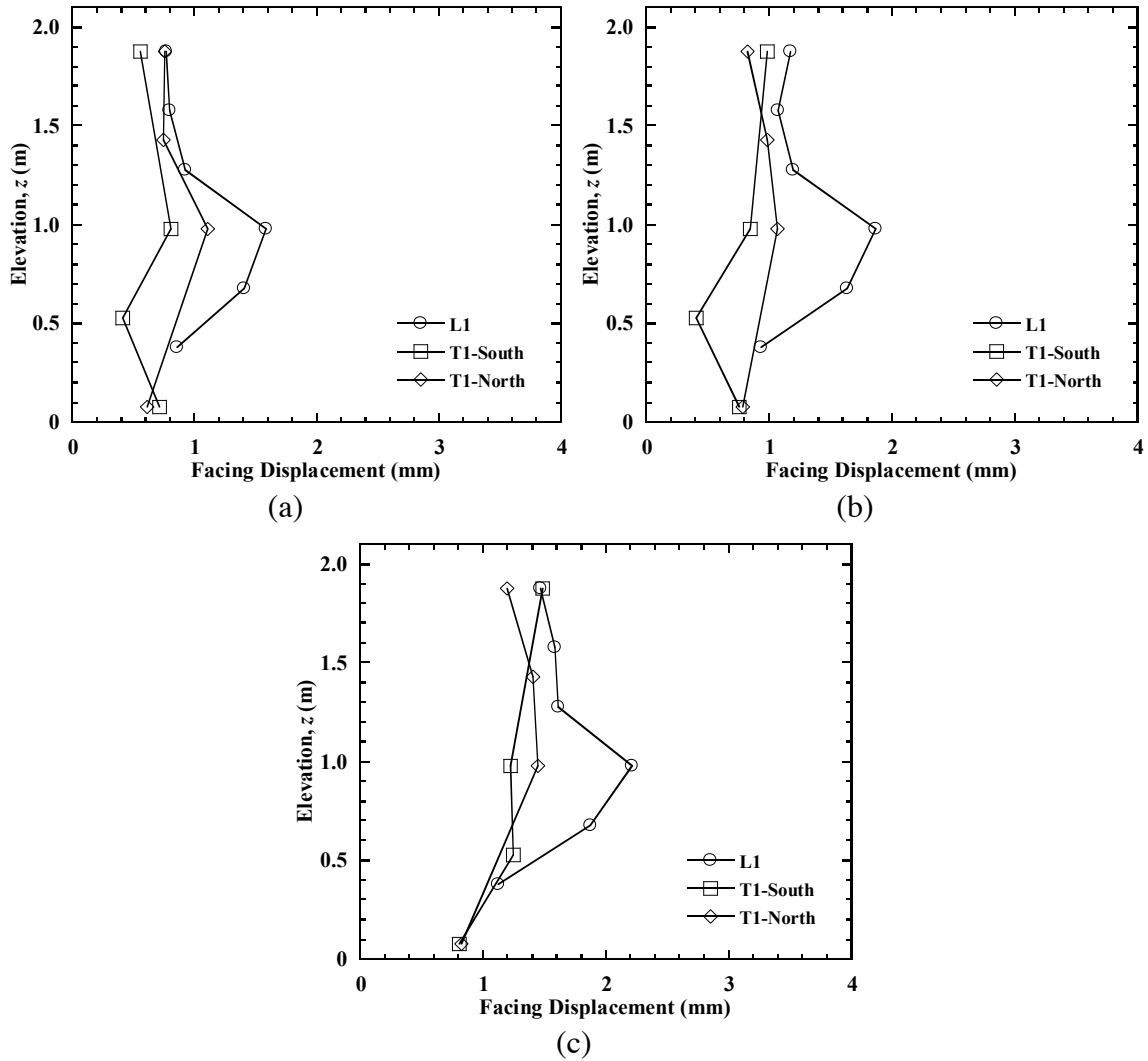 2.0
1.5
1.0
0.5
0
Elevation, z (m)
0 1 2 3 4
Facing Displacement (mm)
L1
T1-South
T1-North
(a)
2.0
1.5
1.0
0.5
0
Elevation, z (m)
0 1 2 3 4
Facing Displacement (mm)
L1
T1-South
T1-North
(b)
2.0
1.5
1.0
0.5
0
Elevation, z (m)
0 1 2 3 4
Facing Displacement (mm)
L1
T1-South
T1-North
(c)